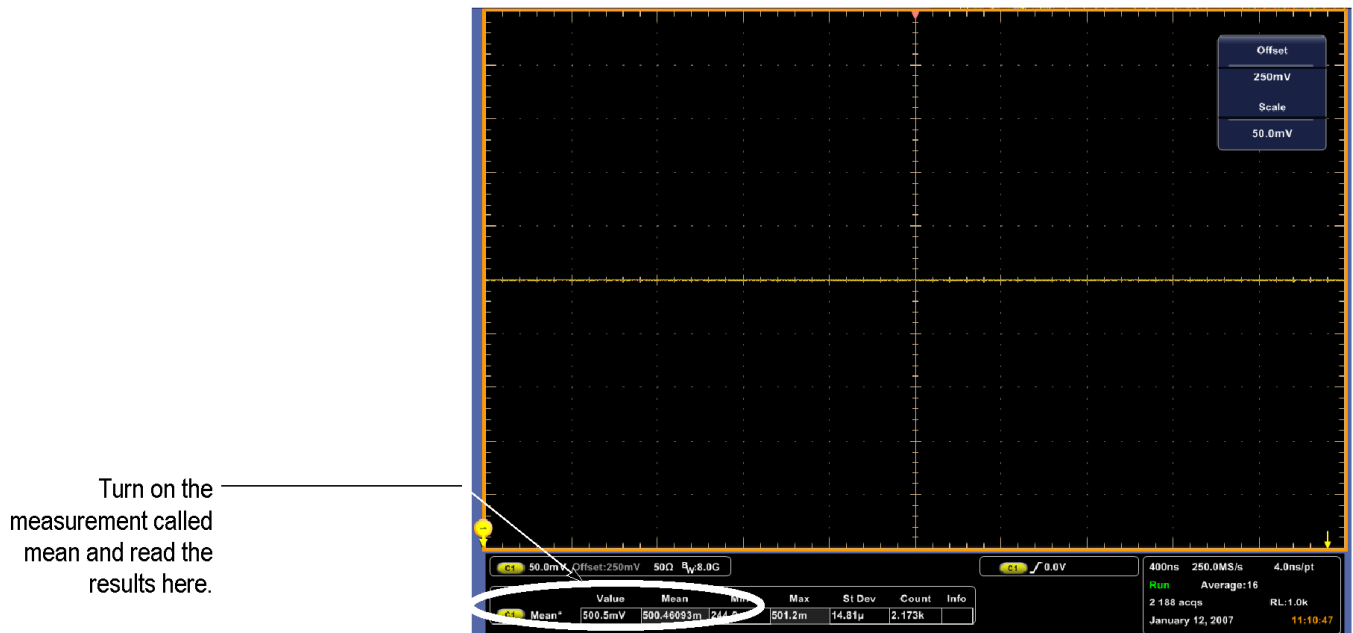 Offset
250mV
Scale
50.0mV
Turn on the
measurement called
mean and read the
results here.
C1 50.0mV Offset:250mV 50Ω BW:8.0G
C1 0.0V
400ns 250.0MS/s 4.0ns/pt
Run Average:16
2 188 acqs RL:1.0k
January 12, 2007 11:10:47
Value Mean Max St Dev Count Info
C1 Mean* 500.5mV 500.46093m 501.2m 14.81µ 2.173k